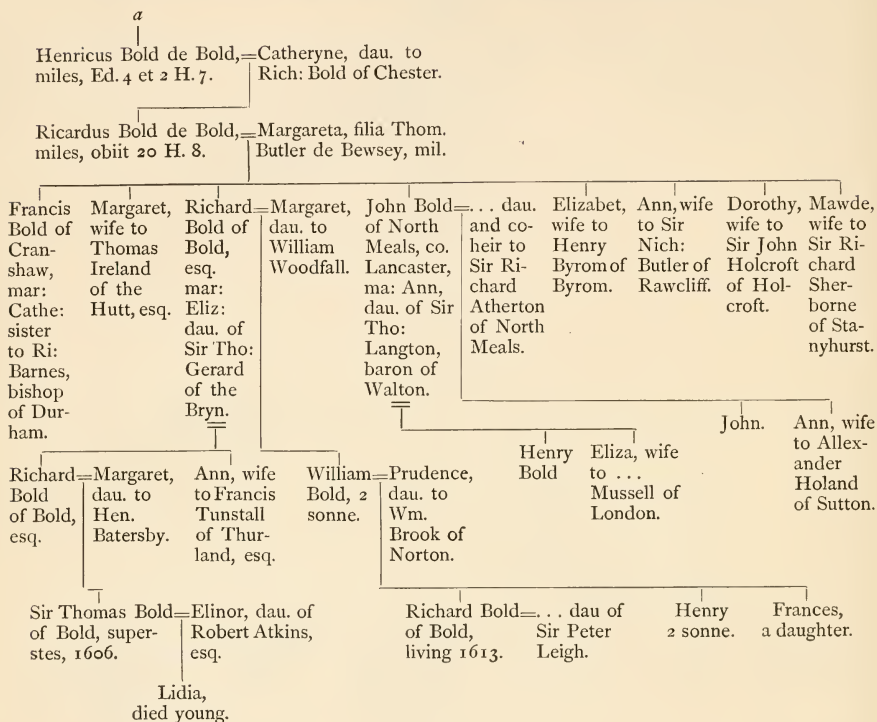 a
Henricus Bold de Bold,=Catheryne, dau. to
miles, Ed. 4 et 2 H. 7. Rich: Bold of Chester.
Ricardus Bold de Bold,=Margareta, filia Thom.
miles, obiit 20 H. 8. Butler de Bewsey, mil.
Francis
Bold of
Cran-
shaw,
mar:
Cathe:
sister
to Ri:
Barnes,
bishop
of Dur-
ham.
Margaret,
wife to
Thomas
Ireland
of the
Hutt, esq.
Richard=
Bold of
Bold,
esq.
mar:
Eliz:
dau. of
Sir Tho:
Gerard
of the
Bryn.
Margaret,
dau. to
William
Woodfall.
John Bold=
of North
Meals, co.
Lancaster,
ma: Ann,
dau. of Sir
Tho:
Langton,
baron of
Walton.
. . . dau.
and co-
heir to
Sir Ri-
chard
Atherton
of North
Meals.
Elizabet,
wife to
Henry
Byrom of
Byrom.
Ann, wife
to Sir
Nich:
Butler of
Rawcliff.
Dorothy,
wife to
Sir John
Holcroft
of Hol-
croft.
Mawde,
wife to
Sir Ri-
chard
Sher-
borne
of Sta-
nyhurst.
Richard=
Bold
of Bold,
esq.
Margaret,
dau. to
Hen.
Batersby.
Ann, wife
to Francis
Tunstall
of Thur-
land, esq.
William=
Bold, 2
sonne.
Prudence,
dau. to
Wm.
Brook of
Norton.
Henry
Bold
Eliza, wife
to . . .
Mussell of
London.
John.
Ann, wife
to Allex-
ander
Holand
of Sutton.
Sir Thomas Bold=Elinor, dau. of
of Bold, super- Robert Atkins,
stes, 1606. esq.
Richard Bold=. . . dau of
of Bold, Sir Peter
living 1613. Leigh.
Henry
2 sonne.
Frances,
a daughter.
Lidia,
died young.